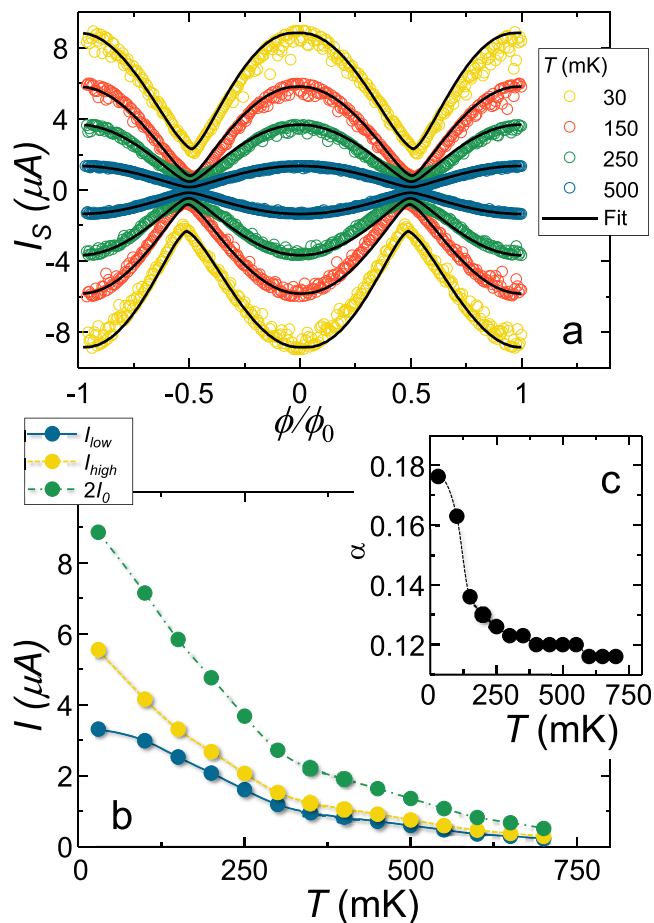 8
4
0
-4
-8
I_S (μA)
T (mK)
30
150
250
500
Fit
a
-1
-0.5
0
0.5
1
ϕ/ϕ_0
I_low
I_high
2I_0
8
6
4
2
0
I (μA)
b
0
250
500
750
T (mK)
0.18
0.16
0.14
0.12
α
c
0
250
500
750
T (mK)